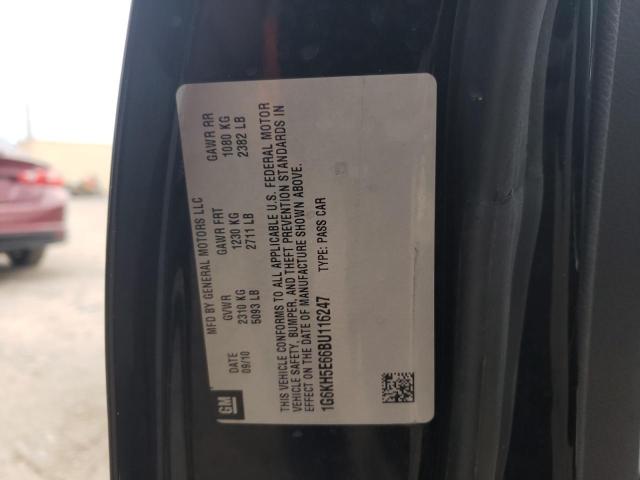 GM
MFD BY GENERAL MOTORS LLC
DATE GVWR GAWR FRT GAWR RR
09/10 2310 KG 1230 KG 1080 KG
5093 LB 2711 LB 2382 LB
THIS VEHICLE CONFORMS TO ALL APPLICABLE U.S. FEDERAL MOTOR
VEHICLE SAFETY, BUMPER, AND THEFT PREVENTION STANDARDS IN
EFFECT ON THE DATE OF MANUFACTURE SHOWN ABOVE.
1G6KH5E66BU116247 TYPE: PASS CAR